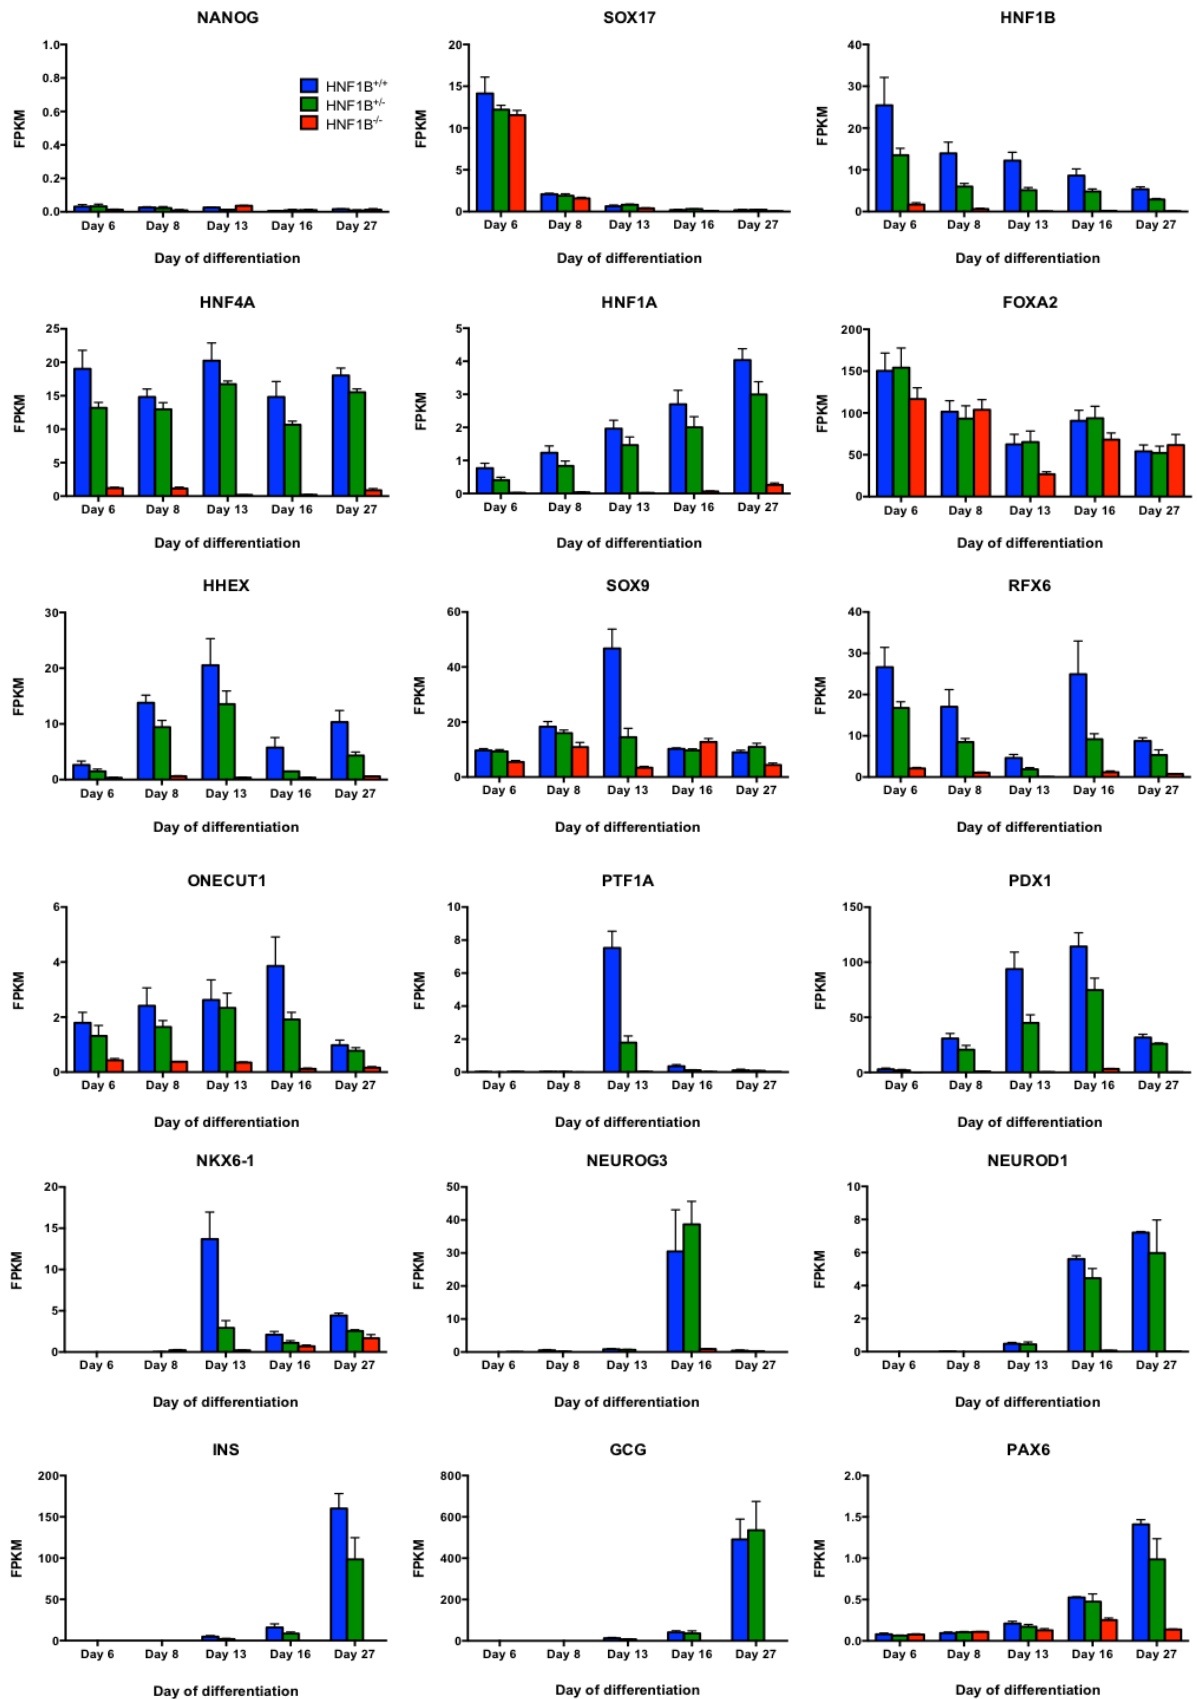 NANOG SOX17 HNF1B
1.0 0.8 0.6 0.4 0.2 0.0
FPKM
HNF1B+/+
HNF1B+/-
HNF1B-/-
Day 6 Day 8 Day 13 Day 16 Day 27
Day of differentiation
20 15 10 5 0
FPKM
Day 6 Day 8 Day 13 Day 16 Day 27
Day of differentiation
40 30 20 10 0
FPKM
Day 6 Day 8 Day 13 Day 16 Day 27
Day of differentiation
HNF4A HNF1A FOXA2
25 20 15 10 5 0
FPKM
Day 6 Day 8 Day 13 Day 16 Day 27
Day of differentiation
5 4 3 2 1 0
FPKM
Day 6 Day 8 Day 13 Day 16 Day 27
Day of differentiation
200 150 100 50 0
FPKM
Day 6 Day 8 Day 13 Day 16 Day 27
Day of differentiation
HHEX SOX9 RFX6
30 20 10 0
FPKM
Day 6 Day 8 Day 13 Day 16 Day 27
Day of differentiation
60 40 20 0
FPKM
Day 6 Day 8 Day 13 Day 16 Day 27
Day of differentiation
40 30 20 10 0
FPKM
Day 6 Day 8 Day 13 Day 16 Day 27
Day of differentiation
ONECUT1 PTF1A PDX1
6 4 2 0
FPKM
Day 6 Day 8 Day 13 Day 16 Day 27
Day of differentiation
10 8 6 4 2 0
FPKM
Day 6 Day 8 Day 13 Day 16 Day 27
Day of differentiation
150 100 50 0
FPKM
Day 6 Day 8 Day 13 Day 16 Day 27
Day of differentiation
NKX6-1 NEUROG3 NEUROD1
20 15 10 5 0
FPKM
Day 6 Day 8 Day 13 Day 16 Day 27
Day of differentiation
50 40 30 20 10 0
FPKM
Day 6 Day 8 Day 13 Day 16 Day 27
Day of differentiation
10 8 6 4 2 0
FPKM
Day 6 Day 8 Day 13 Day 16 Day 27
Day of differentiation
INS GCG PAX6
200 150 100 50 0
FPKM
Day 6 Day 8 Day 13 Day 16 Day 27
Day of differentiation
800 600 400 200 0
FPKM
Day 6 Day 8 Day 13 Day 16 Day 27
Day of differentiation
2.0 1.5 1.0 0.5 0.0
FPKM
Day 6 Day 8 Day 13 Day 16 Day 27
Day of differentiation